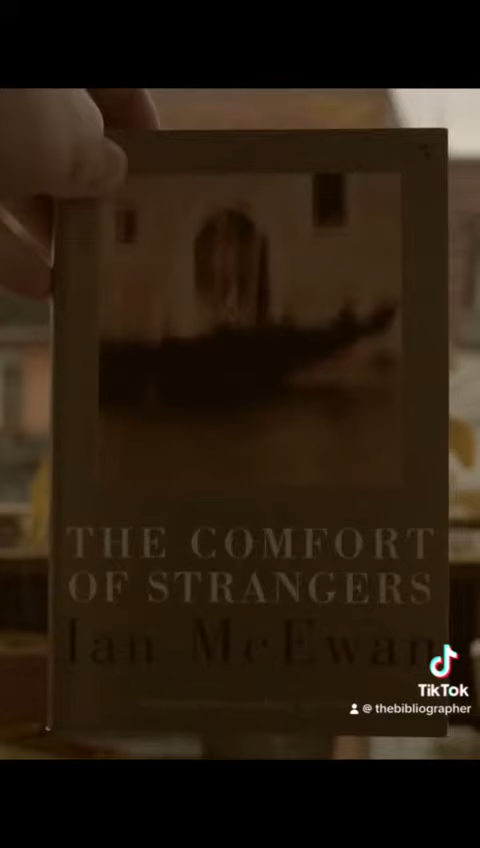 THE COMFORT
OF STRANGERS
Ian McEwan
TikTok
@ thebibliographer